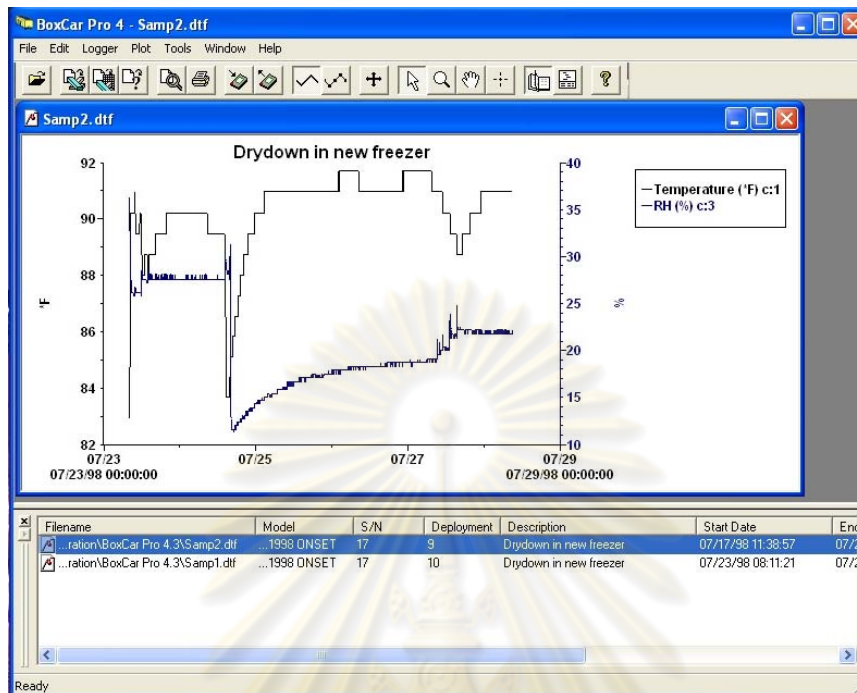 BoxCar Pro 4 - Samp2.dtf
File Edit Logger Plot Tools Window Help
Samp2.dtf
Drydown in new freezer
92
90
88
86
84
82
°F
40
35
30
25
20
15
10
%
Temperature (°F) c:1
RH (%) c:3
07/23 07/25 07/27 07/29
07/23/98 00:00:00 07/29/98 00:00:00
Filename Model S/N Deployment Description Start Date
...ration\BoxCar Pro 4.3\Samp2.dtf ...1998 ONSET 17 9 Drydown in new freezer 07/17/98 11:38:57
...ration\BoxCar Pro 4.3\Samp1.dtf ...1998 ONSET 17 10 Drydown in new freezer 07/23/98 08:11:21
Ready